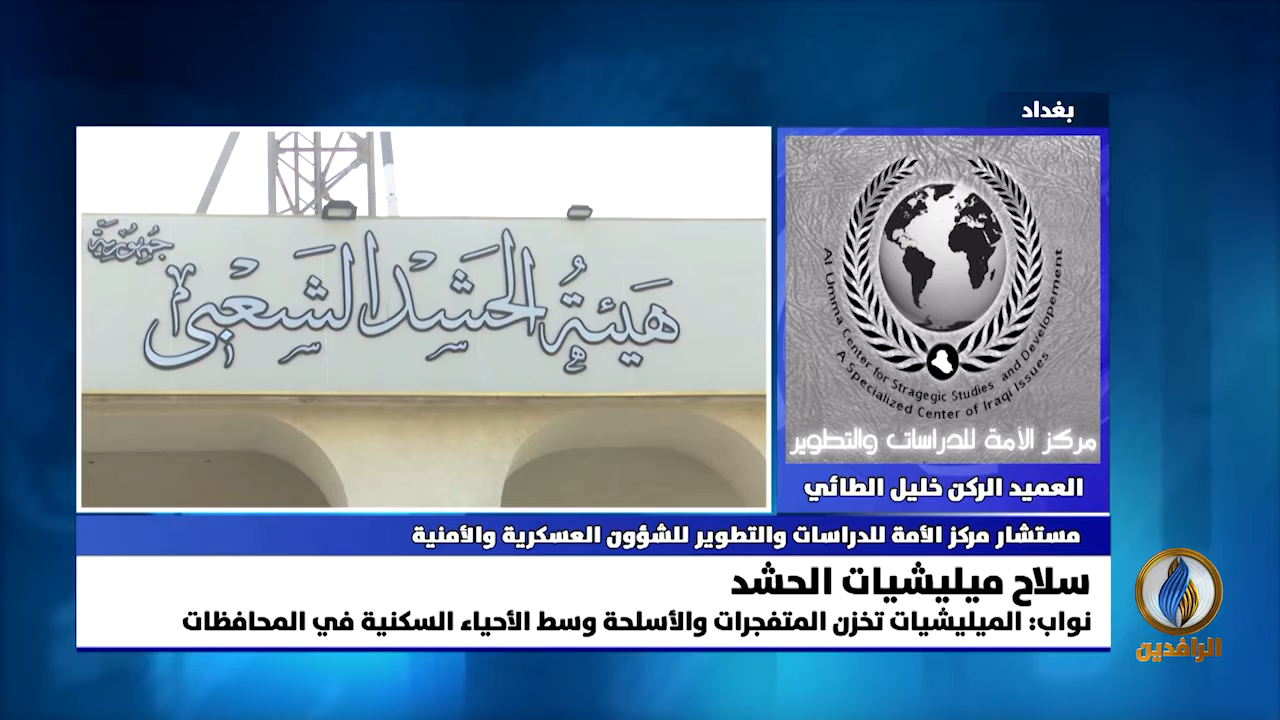 بغداد
جمهورية
هيئة الحشد الشعبي
Al Umma Center for Stragegic Studies and Developement
A Specialized Center of Iraqi Issues
مركز الأمة للدراسات والتطوير
العميد الركن خليل الطائي
مستشار مركز الأمة للدراسات والتطوير للشؤون العسكرية والأمنية
سلاح ميليشيات الحشد
نواب: الميليشيات تخزن المتفجرات والأسلحة وسط الأحياء السكنية في المحافظات
الرافدين